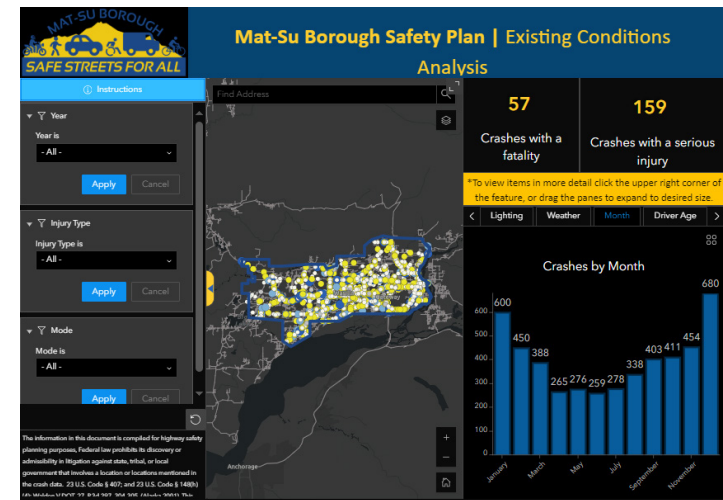 MAT-SU BOROUGH
SAFE STREETS FOR ALL
Mat-Su Borough Safety Plan | Existing Conditions
Analysis
Instructions
Year
Year is
- All -
Apply Cancel
Injury Type
Injury Type is
- All -
Apply Cancel
Mode
Mode is
- All -
Apply Cancel
The information in this document is compiled for highway safety
planning purposes, Federal law prohibits its discovery or
admissibility in litigation against state, tribal, or local
government that involves a location or locations mentioned in
the crash data. 23 U.S. Code § 407; and 23 U.S. Code § 148(h)
Find Address
Anchorage
+
−
57
Crashes with a
fatality
159
Crashes with a serious
injury
*To view items in more detail click the upper right corner of
the feature, or drag the panes to expand to desired size.
< Lighting Weather Month Driver Age >
Crashes by Month
600
500
400
300
200
100
0
600
450
388
265
276
259
278
338
403
411
454
680
January
March
May
July
September
November